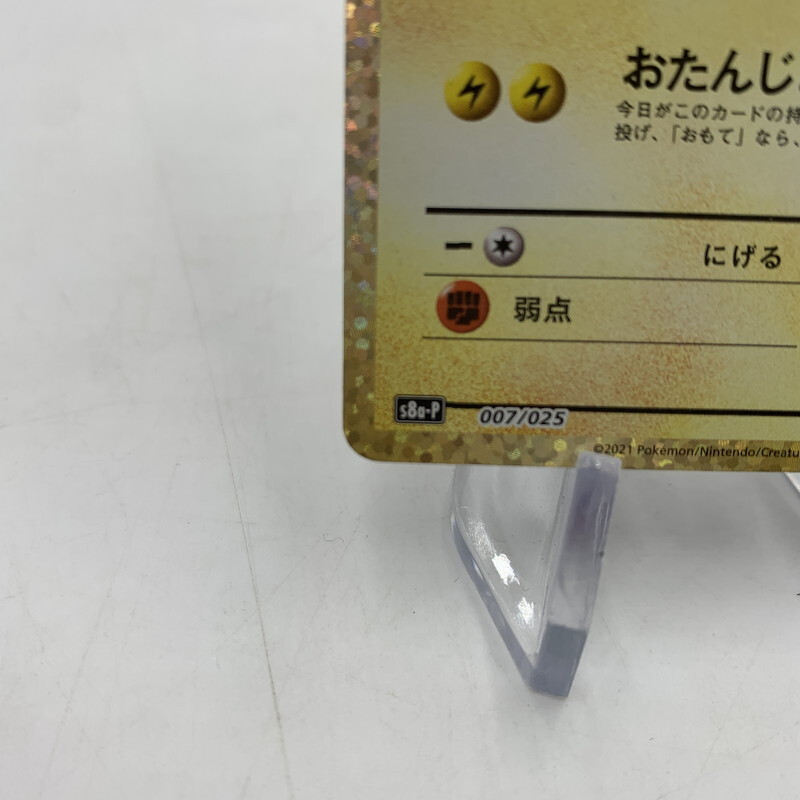 おたんじ
今日がこのカードの持
投げ、「おもて」なら、
ー にげる
弱点
s8a-P 007/025
©2021 Pokémon/Nintendo/Creatu